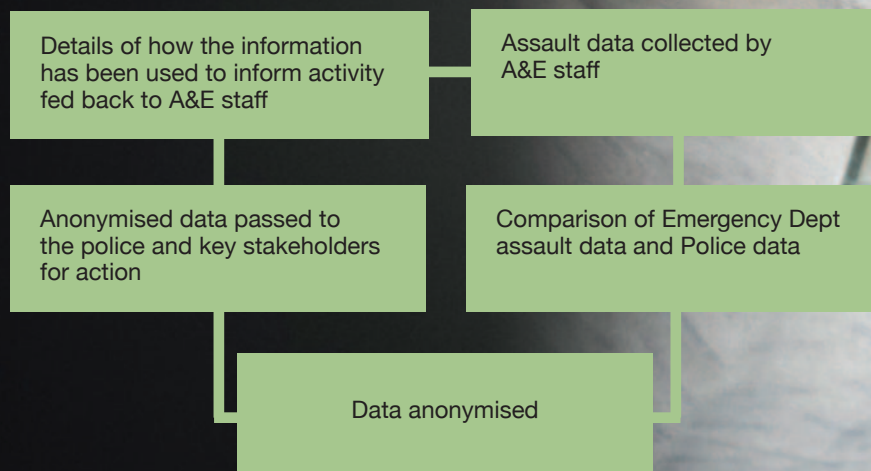 Details of how the information
has been used to inform activity
fed back to A&E staff
Assault data collected by
A&E staff
Anonymised data passed to
the police and key stakeholders
for action
Comparison of Emergency Dept
assault data and Police data
Data anonymised